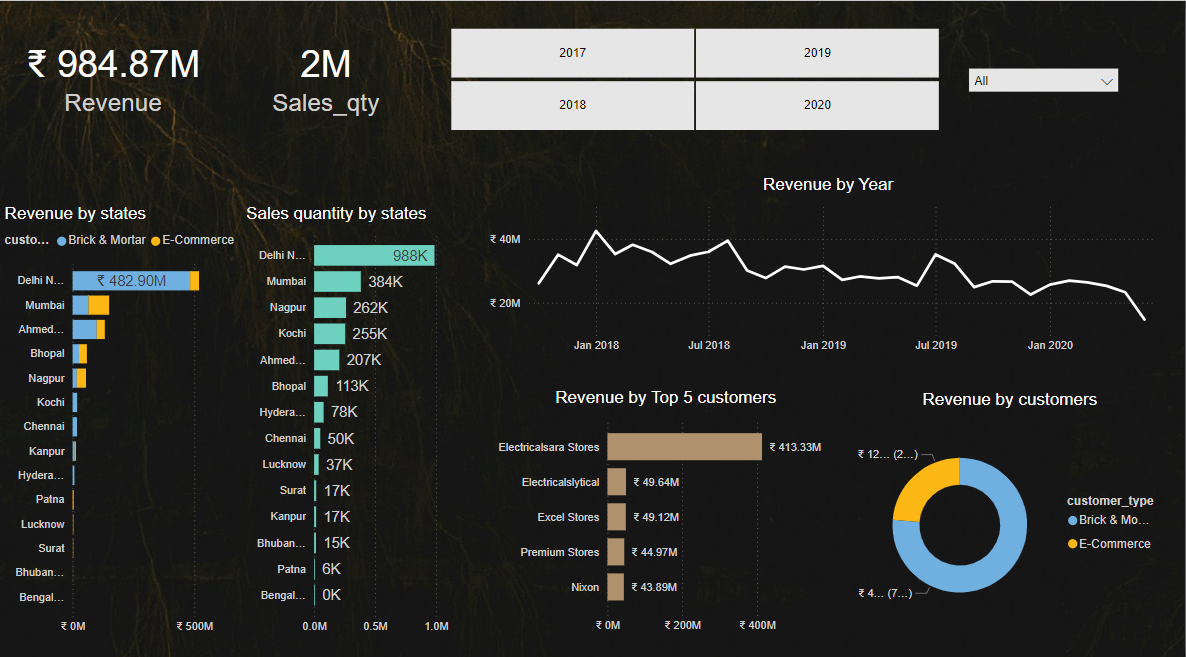 ₹ 984.87M
Revenue
2M
Sales_qty
2017
2019
2018
2020
All
Revenue by states
custo... Brick & Mortar E-Commerce
Delhi N... ₹ 482.90M
Mumbai
Ahmed...
Bhopal
Nagpur
Kochi
Chennai
Kanpur
Hydera...
Patna
Lucknow
Surat
Bhuban...
Bengal...
₹ 0M ₹ 500M
Sales quantity by states
Delhi N... 988K
Mumbai 384K
Nagpur 262K
Kochi 255K
Ahmed... 207K
Bhopal 113K
Hydera... 78K
Chennai 50K
Lucknow 37K
Surat 17K
Kanpur 17K
Bhuban... 15K
Patna 6K
Bengal... 0K
0.0M 0.5M 1.0M
Revenue by Year
₹ 40M
₹ 20M
Jan 2018 Jul 2018 Jan 2019 Jul 2019 Jan 2020
Revenue by Top 5 customers
Electricalsara Stores ₹ 413.33M
Electricalslytical ₹ 49.64M
Excel Stores ₹ 49.12M
Premium Stores ₹ 44.97M
Nixon ₹ 43.89M
₹ 0M ₹ 200M ₹ 400M
Revenue by customers
₹ 12... (2...)
₹ 4... (7...)
customer_type
Brick & Mo...
E-Commerce